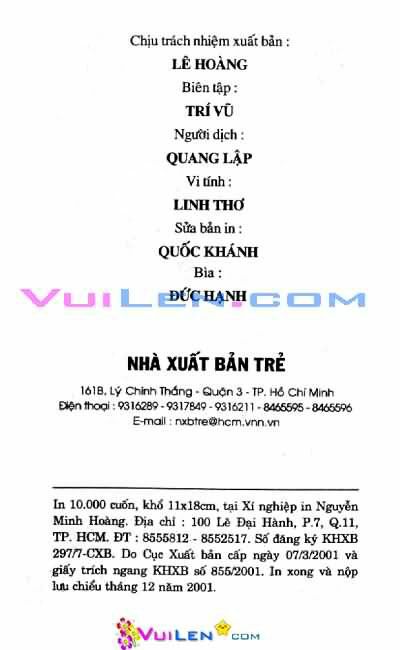 Chịu trách nhiệm xuất bản :
LÊ HOÀNG
Biên tập :
TRÍ VŨ
Người dịch :
QUANG LẬP
Vi tính :
LINH THƠ
Sửa bản in :
QUỐC KHÁNH
Bìa :
VUILEN.COM
ĐỨC HẠNH
NHÀ XUẤT BẢN TRẺ
161B, Lý Chính Thắng - Quận 3 - TP. Hồ Chí Minh
Điện thoại : 9316289 - 9317849 - 9316211 - 8465595 - 8465596
E-mail : nxbtre@hcm.vnn.vn
In 10.000 cuốn, khổ 11x18cm, tại Xí nghiệp in Nguyễn
Minh Hoàng. Địa chỉ : 100 Lê Đại Hành, P.7, Q.11,
TP. HCM. ĐT : 8555812 - 8552517. Số đăng ký KHXB
297/7-CXB. Do Cục Xuất bản cấp ngày 07/3/2001 và
giấy trích ngang KHXB số 855/2001. In xong và nộp
lưu chiểu tháng 12 năm 2001.
VUILEN.COM